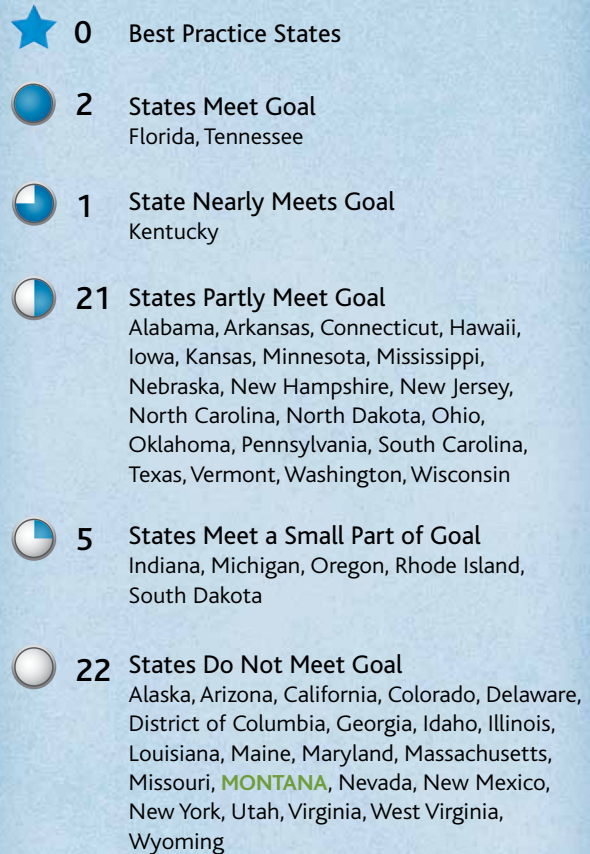 0 Best Practice States
2 States Meet Goal
Florida, Tennessee
1 State Nearly Meets Goal
Kentucky
21 States Partly Meet Goal
Alabama, Arkansas, Connecticut, Hawaii,
Iowa, Kansas, Minnesota, Mississippi,
Nebraska, New Hampshire, New Jersey,
North Carolina, North Dakota, Ohio,
Oklahoma, Pennsylvania, South Carolina,
Texas, Vermont, Washington, Wisconsin
5 States Meet a Small Part of Goal
Indiana, Michigan, Oregon, Rhode Island,
South Dakota
22 States Do Not Meet Goal
Alaska, Arizona, California, Colorado, Delaware,
District of Columbia, Georgia, Idaho, Illinois,
Louisiana, Maine, Maryland, Massachusetts,
Missouri, MONTANA, Nevada, New Mexico,
New York, Utah, Virginia, West Virginia,
Wyoming